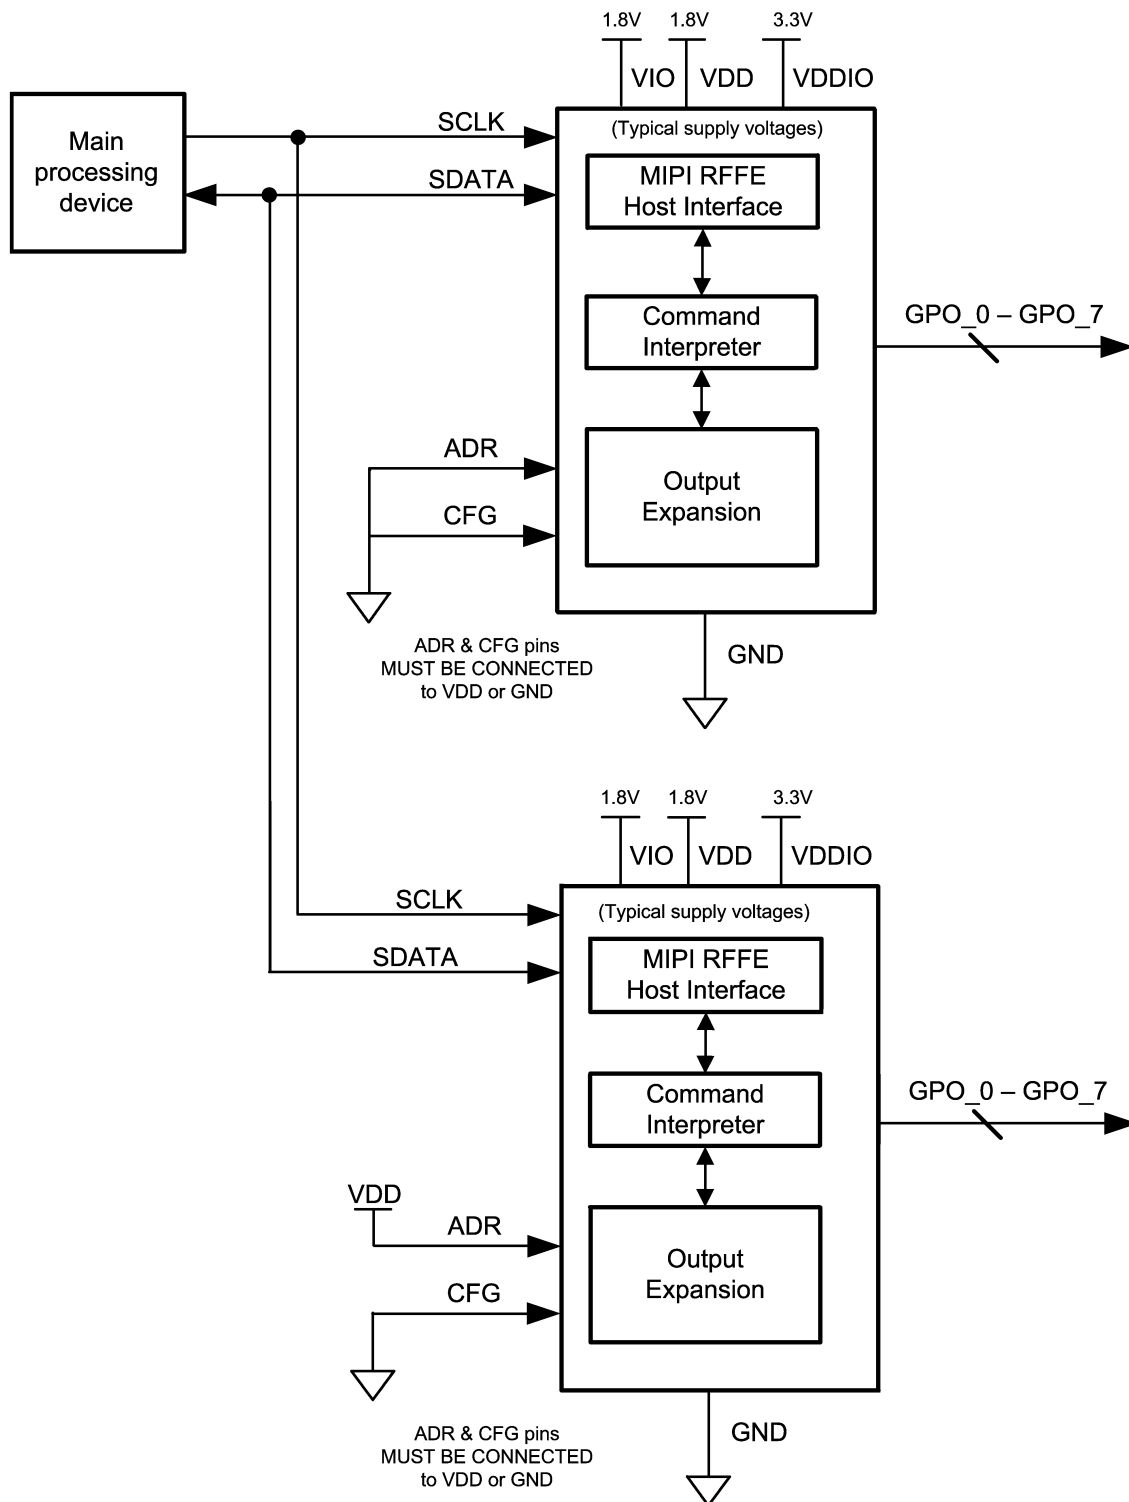 1.8V 1.8V 3.3V
VIO VDD VDDIO
Main
processing
device
SCLK
SDATA
(Typical supply voltages)
MIPI RFFE
Host Interface
Command
Interpreter
GPO_0 – GPO_7
ADR
CFG
Output
Expansion
ADR & CFG pins
MUST BE CONNECTED
to VDD or GND
GND
1.8V 1.8V 3.3V
VIO VDD VDDIO
SCLK
SDATA
(Typical supply voltages)
MIPI RFFE
Host Interface
Command
Interpreter
GPO_0 – GPO_7
VDD
ADR
CFG
Output
Expansion
ADR & CFG pins
MUST BE CONNECTED
to VDD or GND
GND